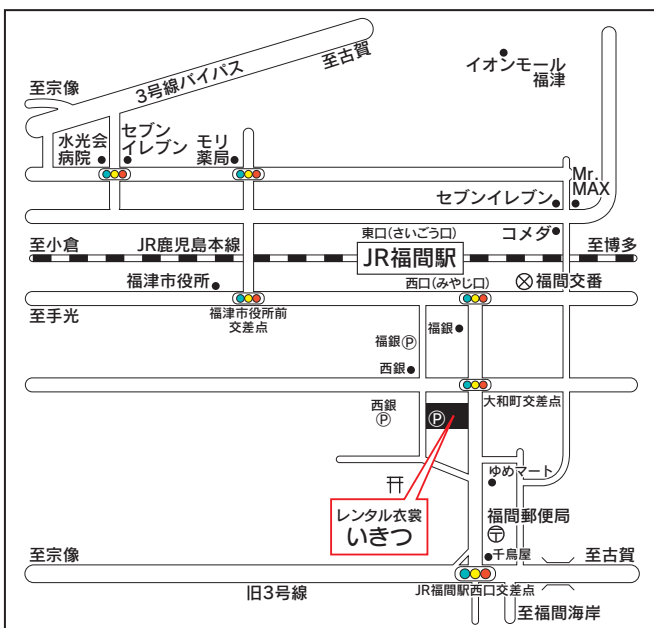 至宗像
3号線バイパス
至古賀
イオンモール
福津
水光会
病院
セブン
イレブン
モリ
薬局
Mr.
MAX
セブンイレブン
コメダ
東口(さいごう口)
至小倉
JR鹿児島本線
JR福間駅
至博多
福津市役所
西口(みやじ口)
福間交番
至手光
福津市役所前
交差点
福銀
福銀Ⓟ
西銀
大和町交差点
西銀
Ⓟ
Ⓟ
ゆめマート
レンタル衣裳
いきつ
福間郵便局
〒
千鳥屋
至宗像
至古賀
旧3号線
JR福間駅西口交差点
至福間海岸